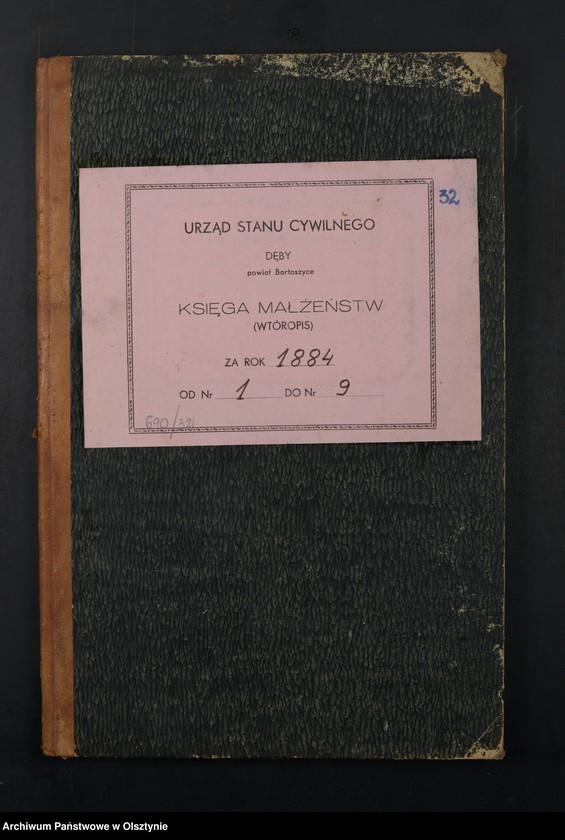 32
URZĄD STANU CYWILNEGO
DĘBY
powiat Bartoszyce
KSIĘGA MAŁŻEŃSTW
(WTÓROPIS)
ZA ROK 1884
OD Nr 1 DO Nr 9
690/32
Archiwum Państwowe w Olsztynie